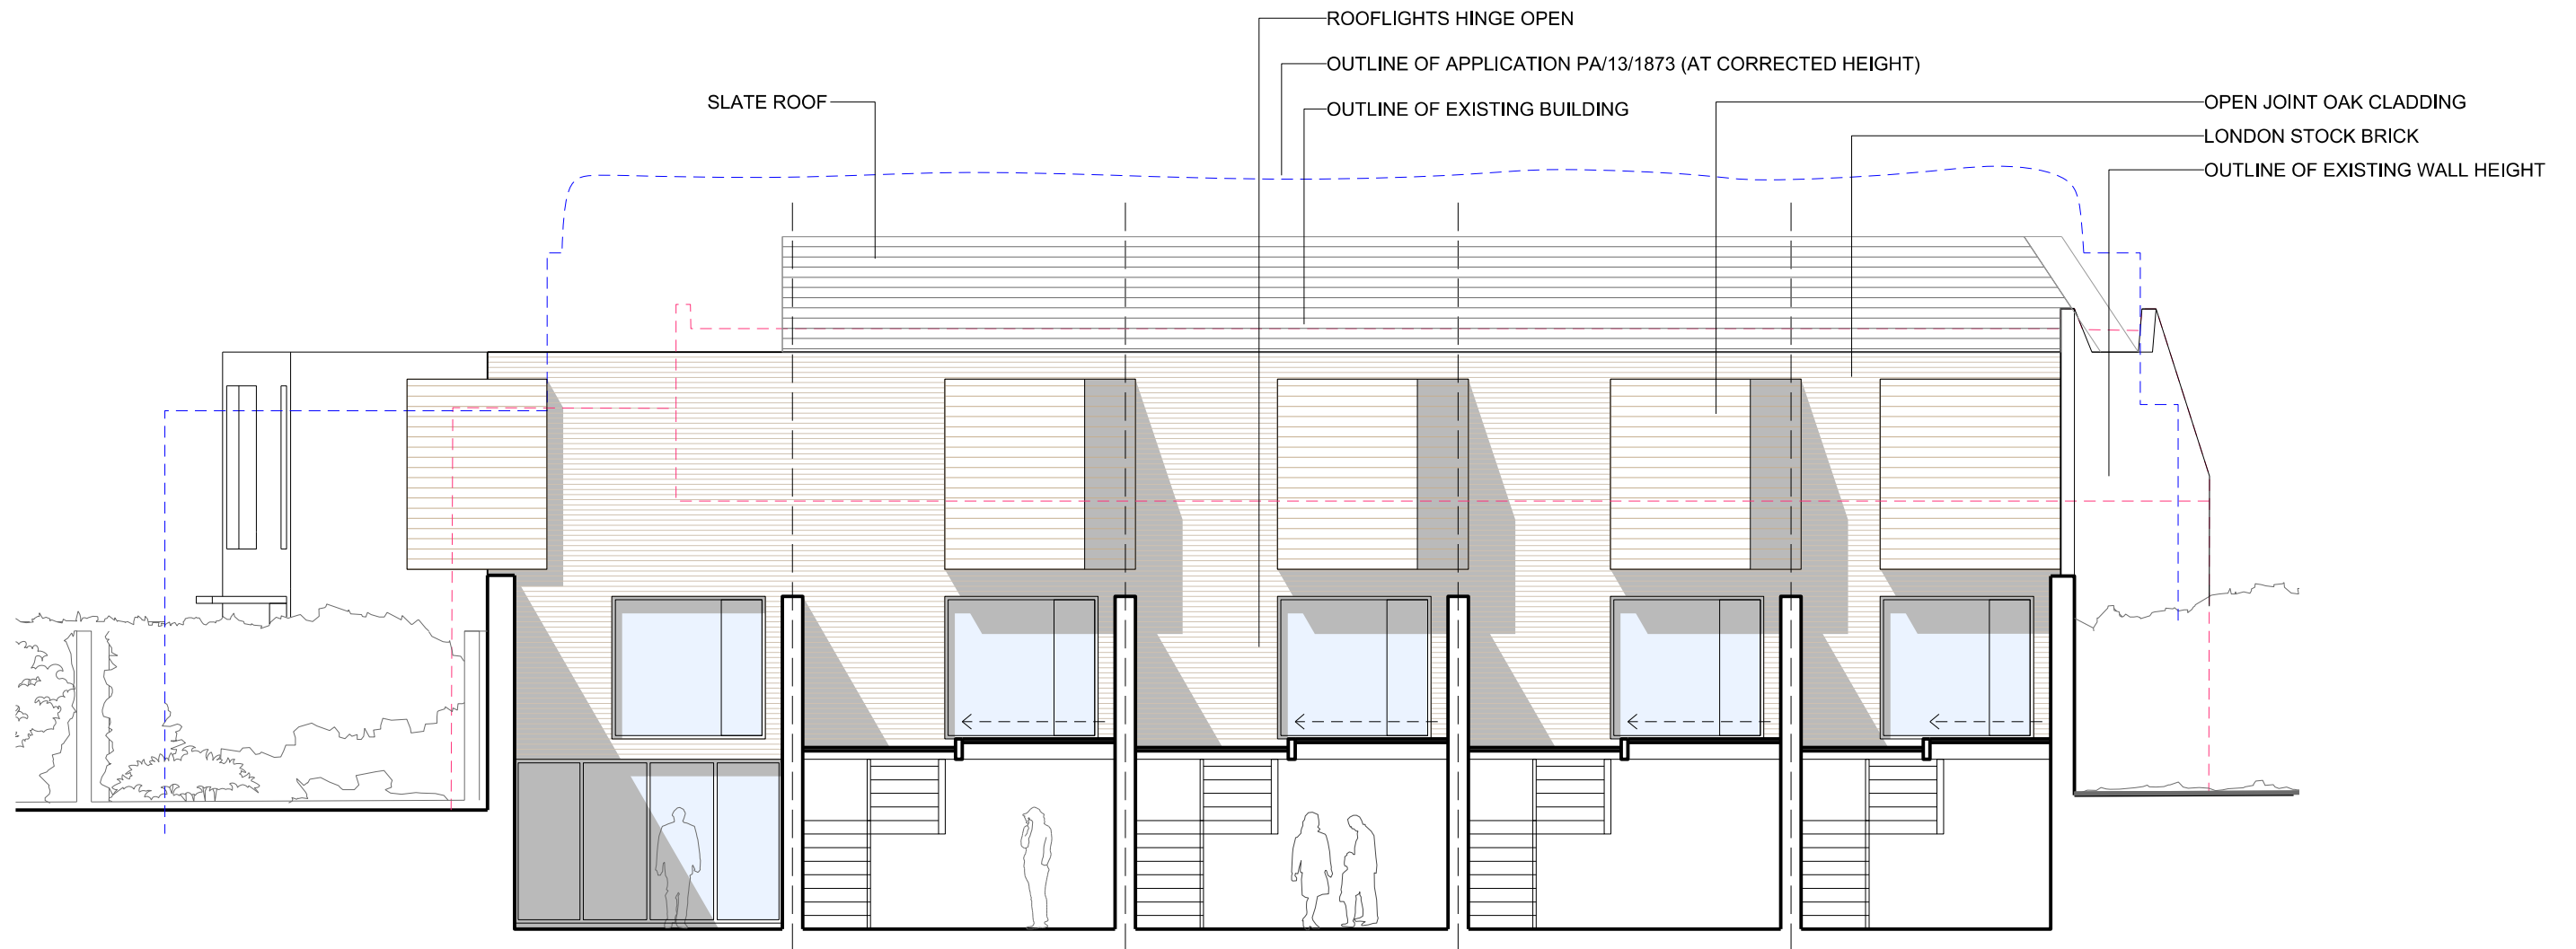 ROOFLIGHTS HINGE OPEN
OUTLINE OF APPLICATION PA/13/1873 (AT CORRECTED HEIGHT)
SLATE ROOF
OUTLINE OF EXISTING BUILDING
OPEN JOINT OAK CLADDING
LONDON STOCK BRICK
OUTLINE OF EXISTING WALL HEIGHT